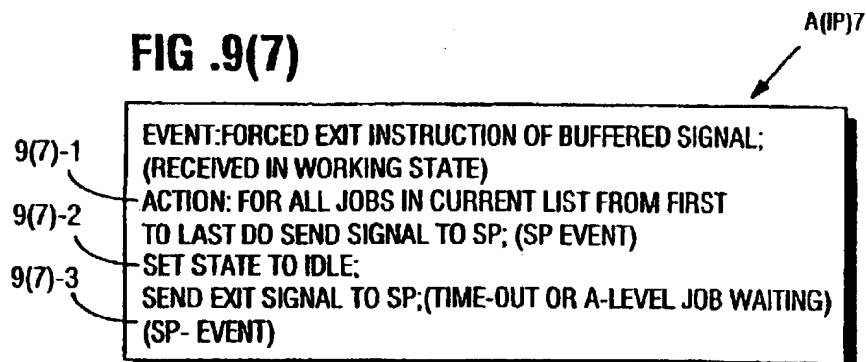 A(IP)7
FIG .9(7)
EVENT:FORCED EXIT INSTRUCTION OF BUFFERED SIGNAL;
(RECEIVED IN WORKING STATE)
9(7)-1
ACTION: FOR ALL JOBS IN CURRENT LIST FROM FIRST
TO LAST DO SEND SIGNAL TO SP; (SP EVENT)
9(7)-2
SET STATE TO IDLE;
9(7)-3
SEND EXIT SIGNAL TO SP;(TIME-OUT OR A-LEVEL JOB WAITING)
(SP- EVENT)